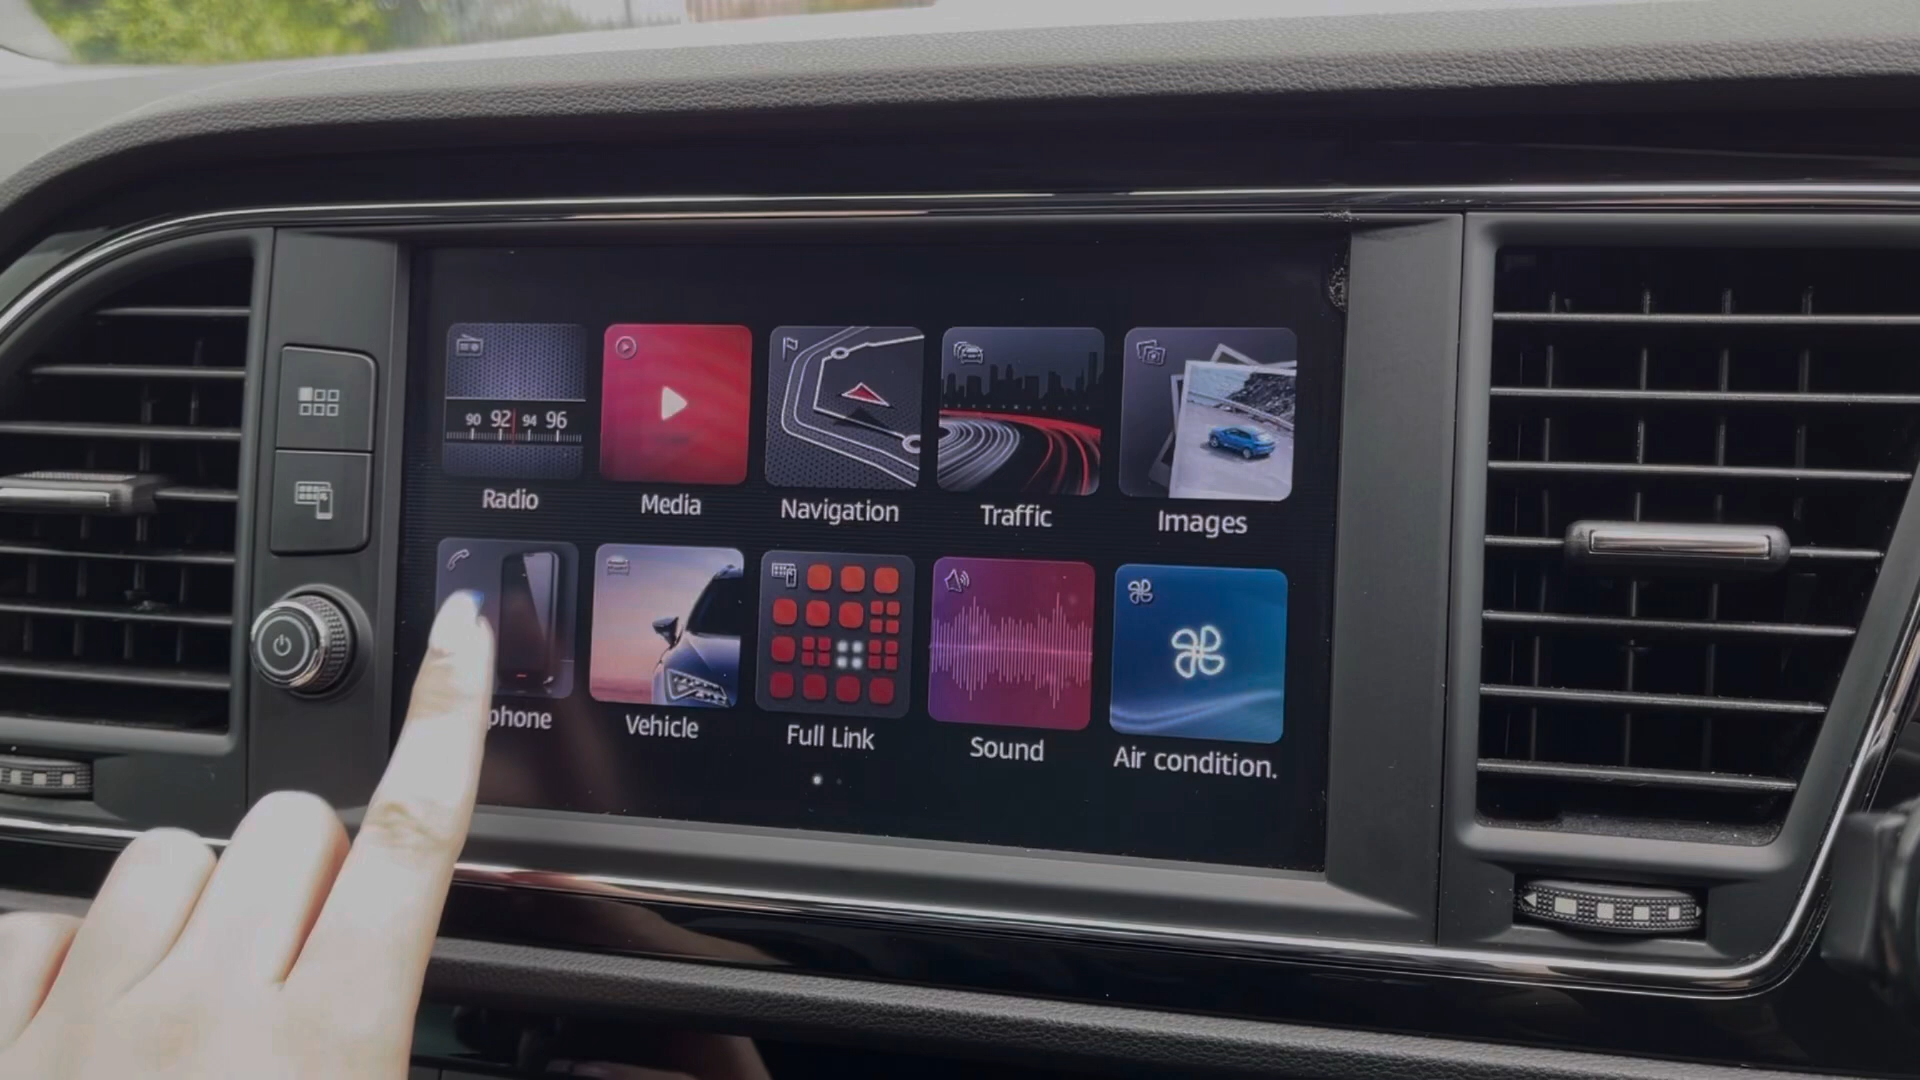 90 92 94 96
Radio
Media
Navigation
Traffic
Images
phone
Vehicle
Full Link
Sound
Air condition.